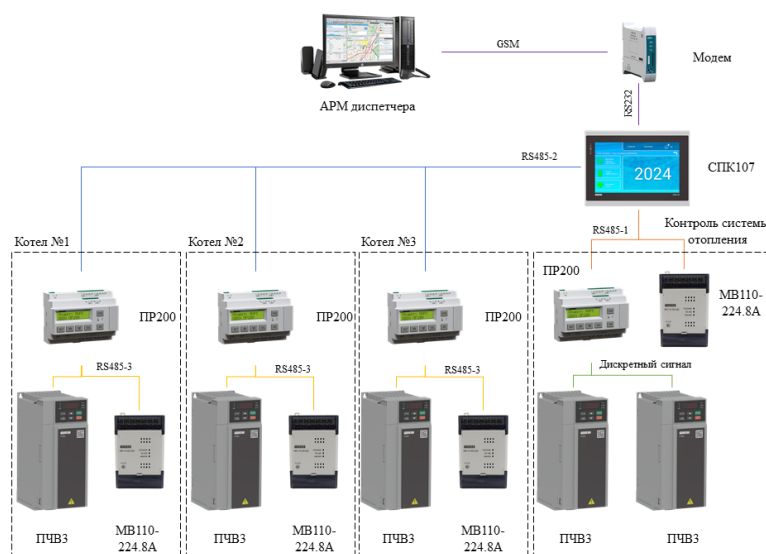 GSM
Модем
АРМ диспетчера
RS232
RS485-2
2024
СПК107
RS485-1
Контроль системы
отопления
Котел №1
Котел №2
Котел №3
ПР200
ПР200
ПР200
ПР200
МВ110-
224.8А
RS485-3
RS485-3
RS485-3
Дискретный сигнал
ПЧВ3
МВ110-
224.8А
ПЧВ3
МВ110-
224.8А
ПЧВ3
МВ110-
224.8А
ПЧВ3
ПЧВ3